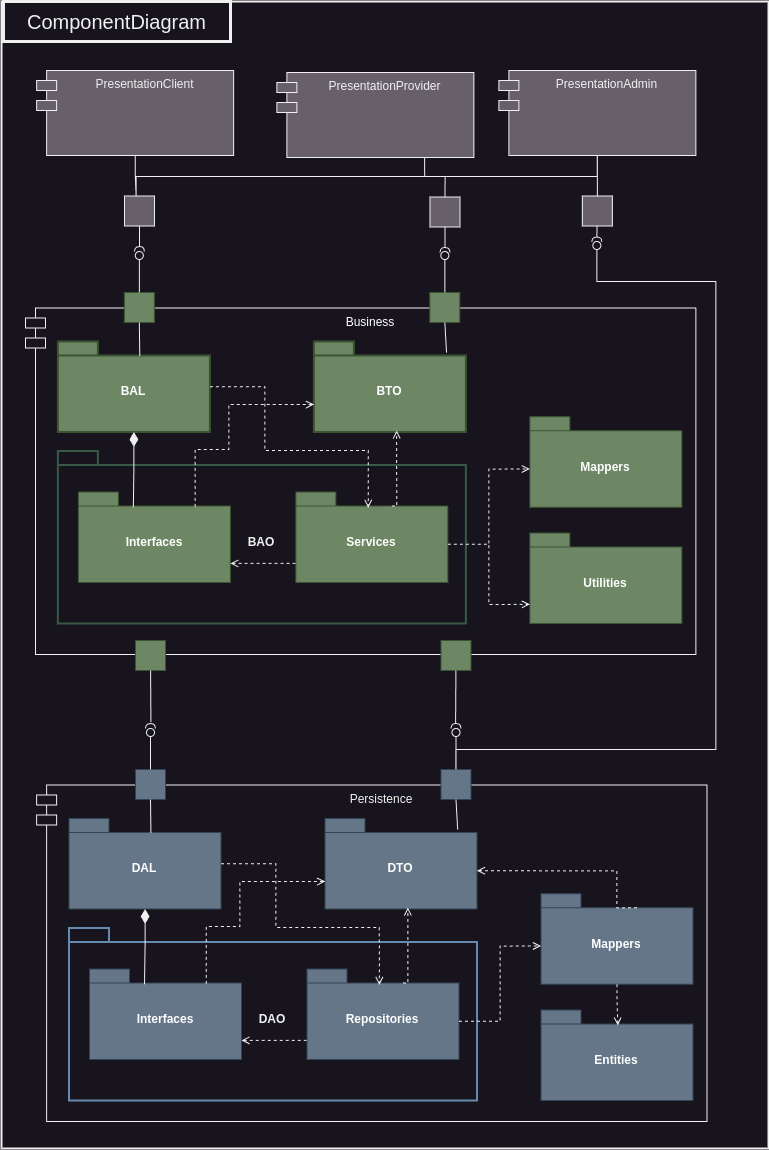 ComponentDiagram
PresentationClient
PresentationProvider
PresentationAdmin
Business
BAL
BTO
Mappers
Interfaces
BAO
Services
Utilities
Persistence
DAL
DTO
Mappers
Interfaces
DAO
Repositories
Entities